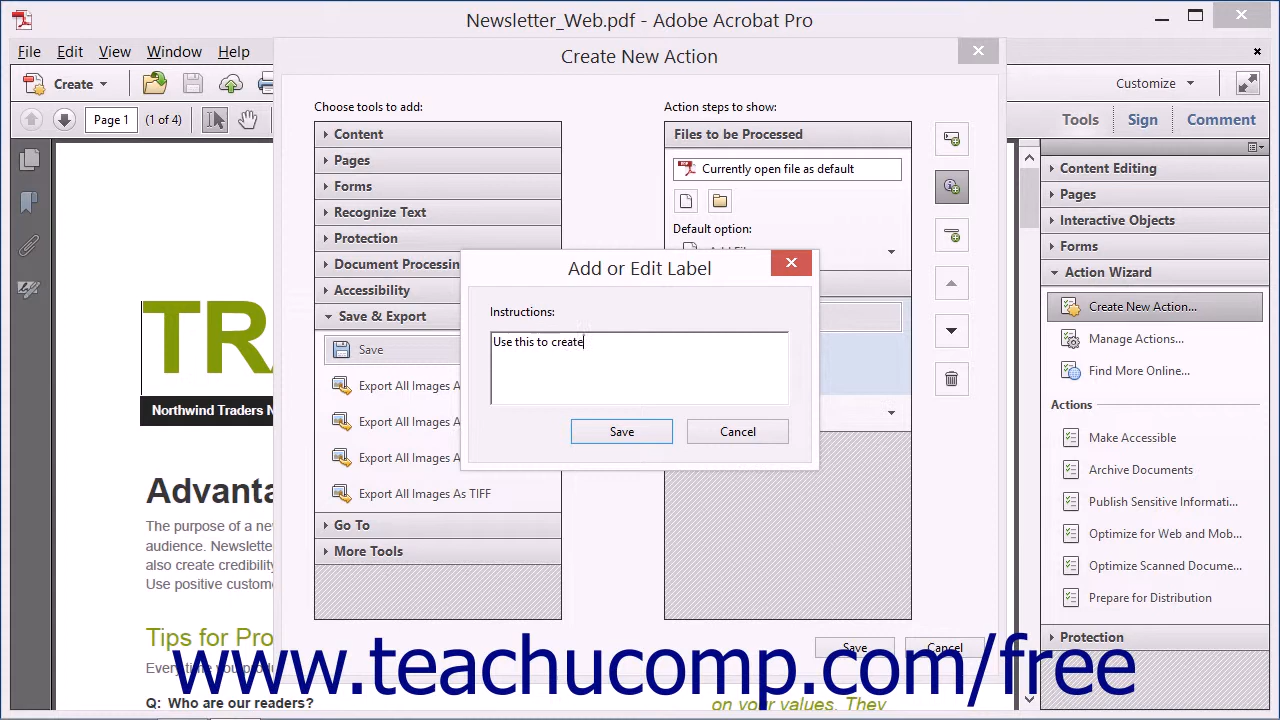 Newsletter_Web.pdf - Adobe Acrobat Pro
File Edit View Window Help
Create New Action
Create
Customize
Page 1 (1 of 4)
Tools Sign Comment
Choose tools to add:
Content
Pages
Forms
Recognize Text
Protection
Document Processin
Accessibility
Save & Export
Save
Export All Images A
Export All Images A
Export All Images A
Export All Images As TIFF
Go To
More Tools
Action steps to show:
Files to be Processed
Currently open file as default
Default option:
Add or Edit Label
Instructions:
Use this to create
Save Cancel
Save Cancel
Content Editing
Pages
Interactive Objects
Forms
Action Wizard
Create New Action...
Manage Actions...
Find More Online...
Actions
Make Accessible
Archive Documents
Publish Sensitive Informati...
Optimize for Web and Mob...
Optimize Scanned Docume...
Prepare for Distribution
Protection
TRA
Northwind Traders N
Advanta
The purpose of a nev
audience. Newslette
also create credibility
Use positive custome
Tips for Pro
Every time you produ
Q: Who are our readers?
on your values. They
www.teachucomp.com/free